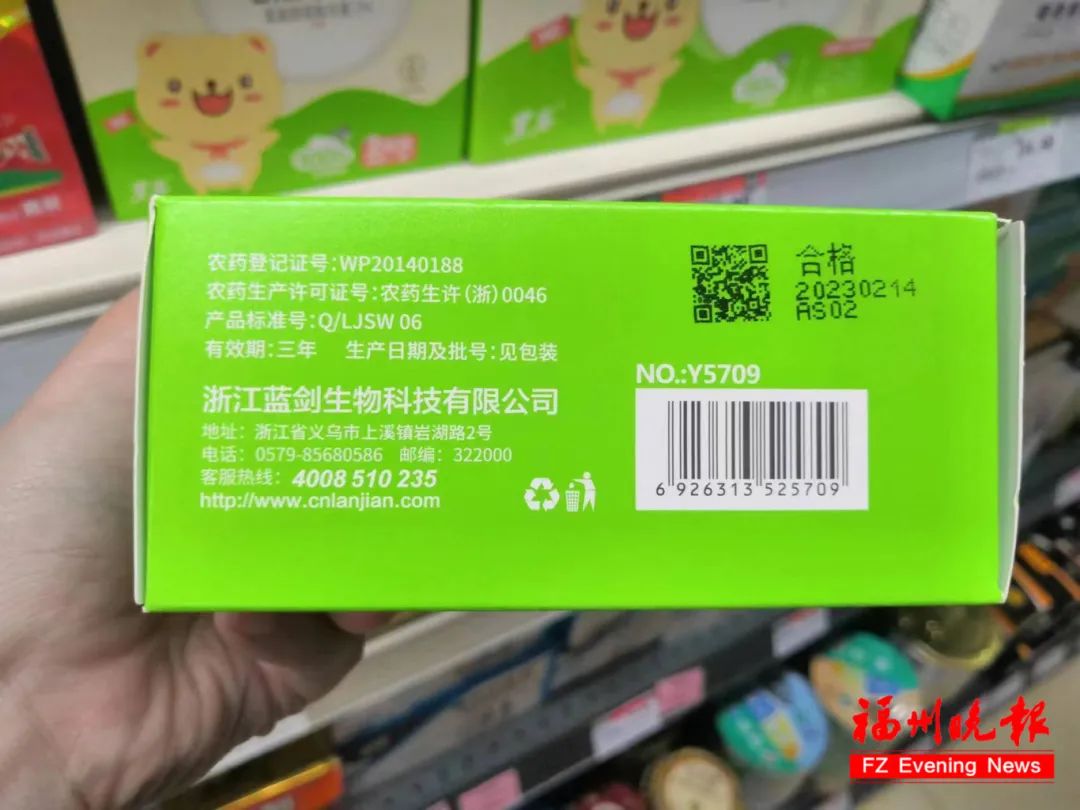 农药登记证号:WP20140188
农药生产许可证号:农药生许(浙)0046
产品标准号:Q/LJSW 06
有效期:三年 生产日期及批号:见包装
浙江蓝剑生物科技有限公司
地址: 浙江省义乌市上溪镇岩湖路2号
电话: 0579-85680586 邮编: 322000
客服热线: 4008 510 235
http://www.cnlanjian.com
合格
20230214
AS02
NO.:Y5709
6 926313 525709
福州晚报
FZ Evening News